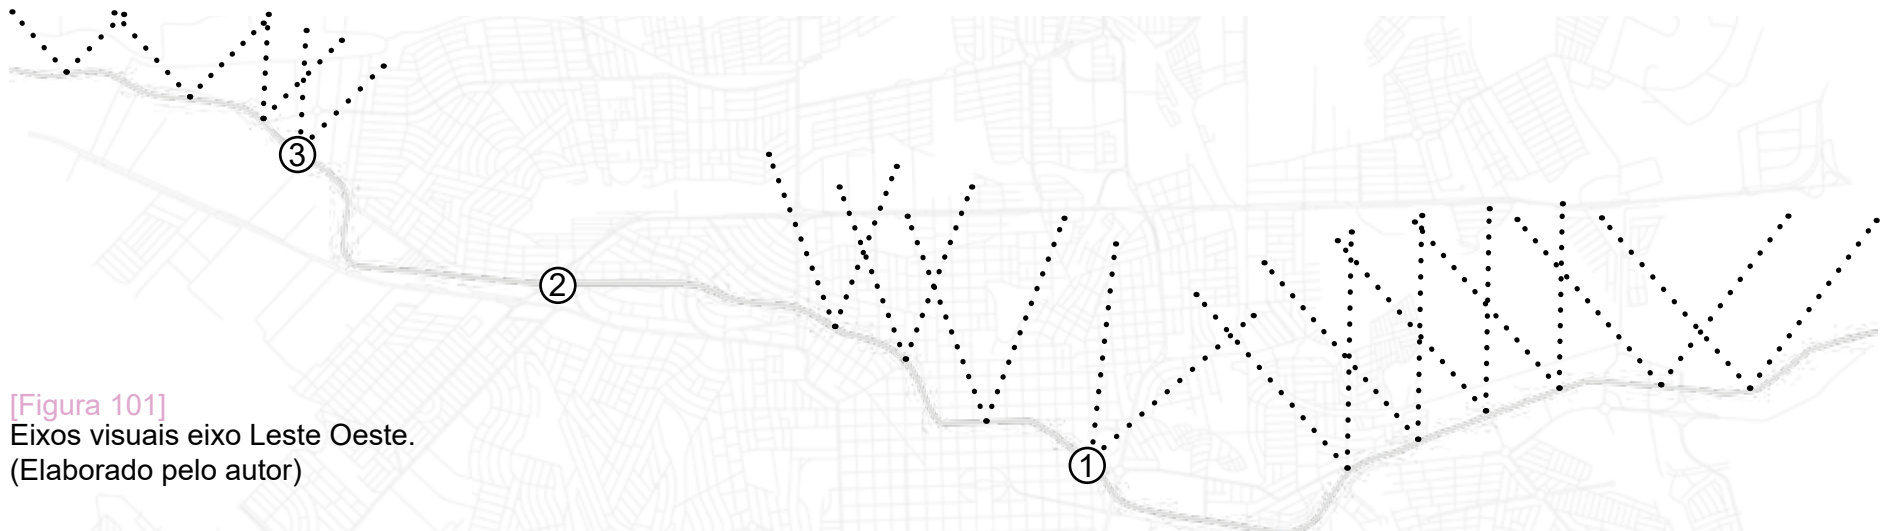 3
2
[Figura 101]
Eixos visuais eixo Leste Oeste.
(Elaborado pelo autor)
1